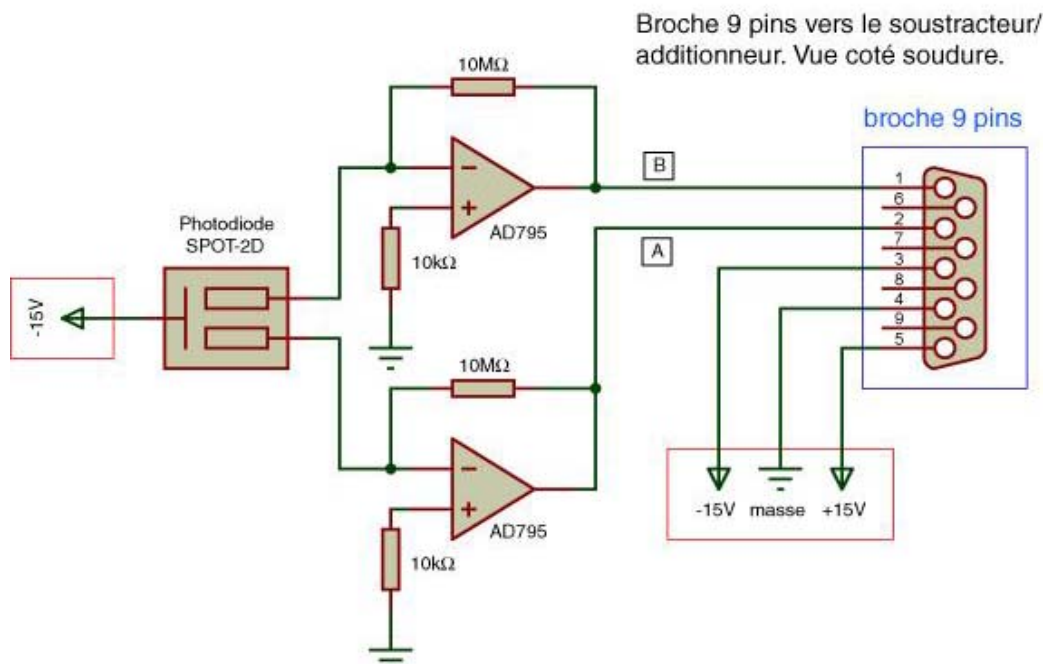 Broche 9 pins vers le soustracteur/
additionneur. Vue coté soudure.
10MΩ
broche 9 pins
B
1
6
2
7
3
8
4
9
5
Photodiode
SPOT-2D
-
+
AD795
10kΩ
A
-15V
10MΩ
-
+
AD795
10kΩ
-15V masse +15V